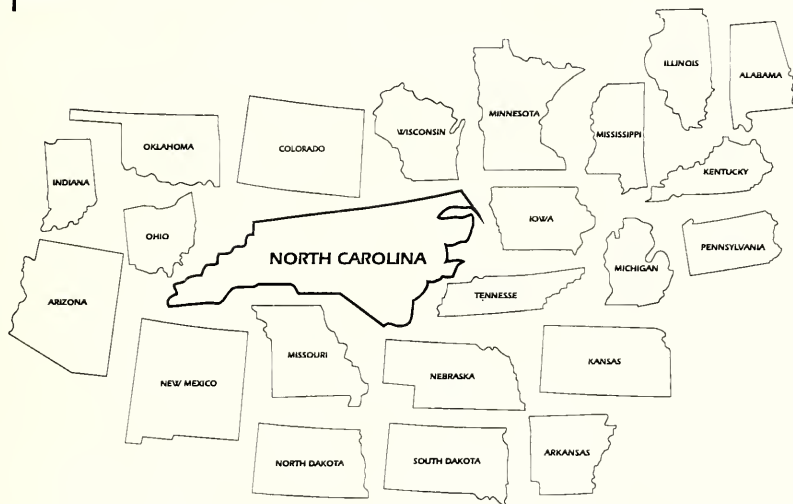 ILLINOIS
ALABAMA
MINNESOTA
WISCONSIN
MISSISSIPPI
OKLAHOMA
COLORADO
KENTUCKY
INDIANA
IOWA
OHIO
PENNSYLVANIA
NORTH CAROLINA
MICHIGAN
TENNESSE
ARIZONA
MISSOURI
KANSAS
NEBRASKA
NEW MEXICO
ARKANSAS
NORTH DAKOTA
SOUTH DAKOTA